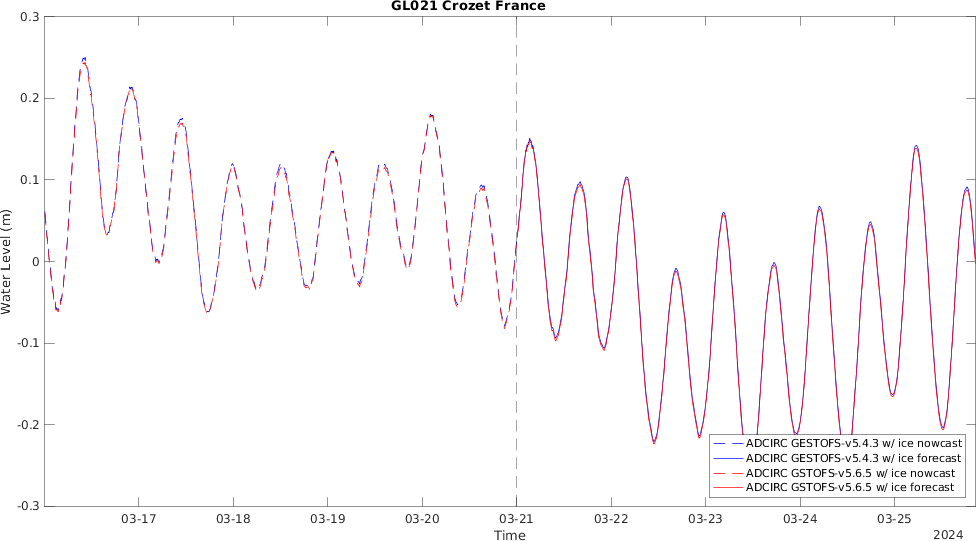 GL021 Crozet France
0.3
0.2
0.1
0
-0.1
-0.2
-0.3
Water Level (m)
ADCIRC GESTOFS-v5.4.3 w/ ice nowcast
ADCIRC GESTOFS-v5.4.3 w/ ice forecast
ADCIRC GSTOFS-v5.6.5 w/ ice nowcast
ADCIRC GSTOFS-v5.6.5 w/ ice forecast
03-17 03-18 03-19 03-20 03-21 03-22 03-23 03-24 03-25
Time
2024